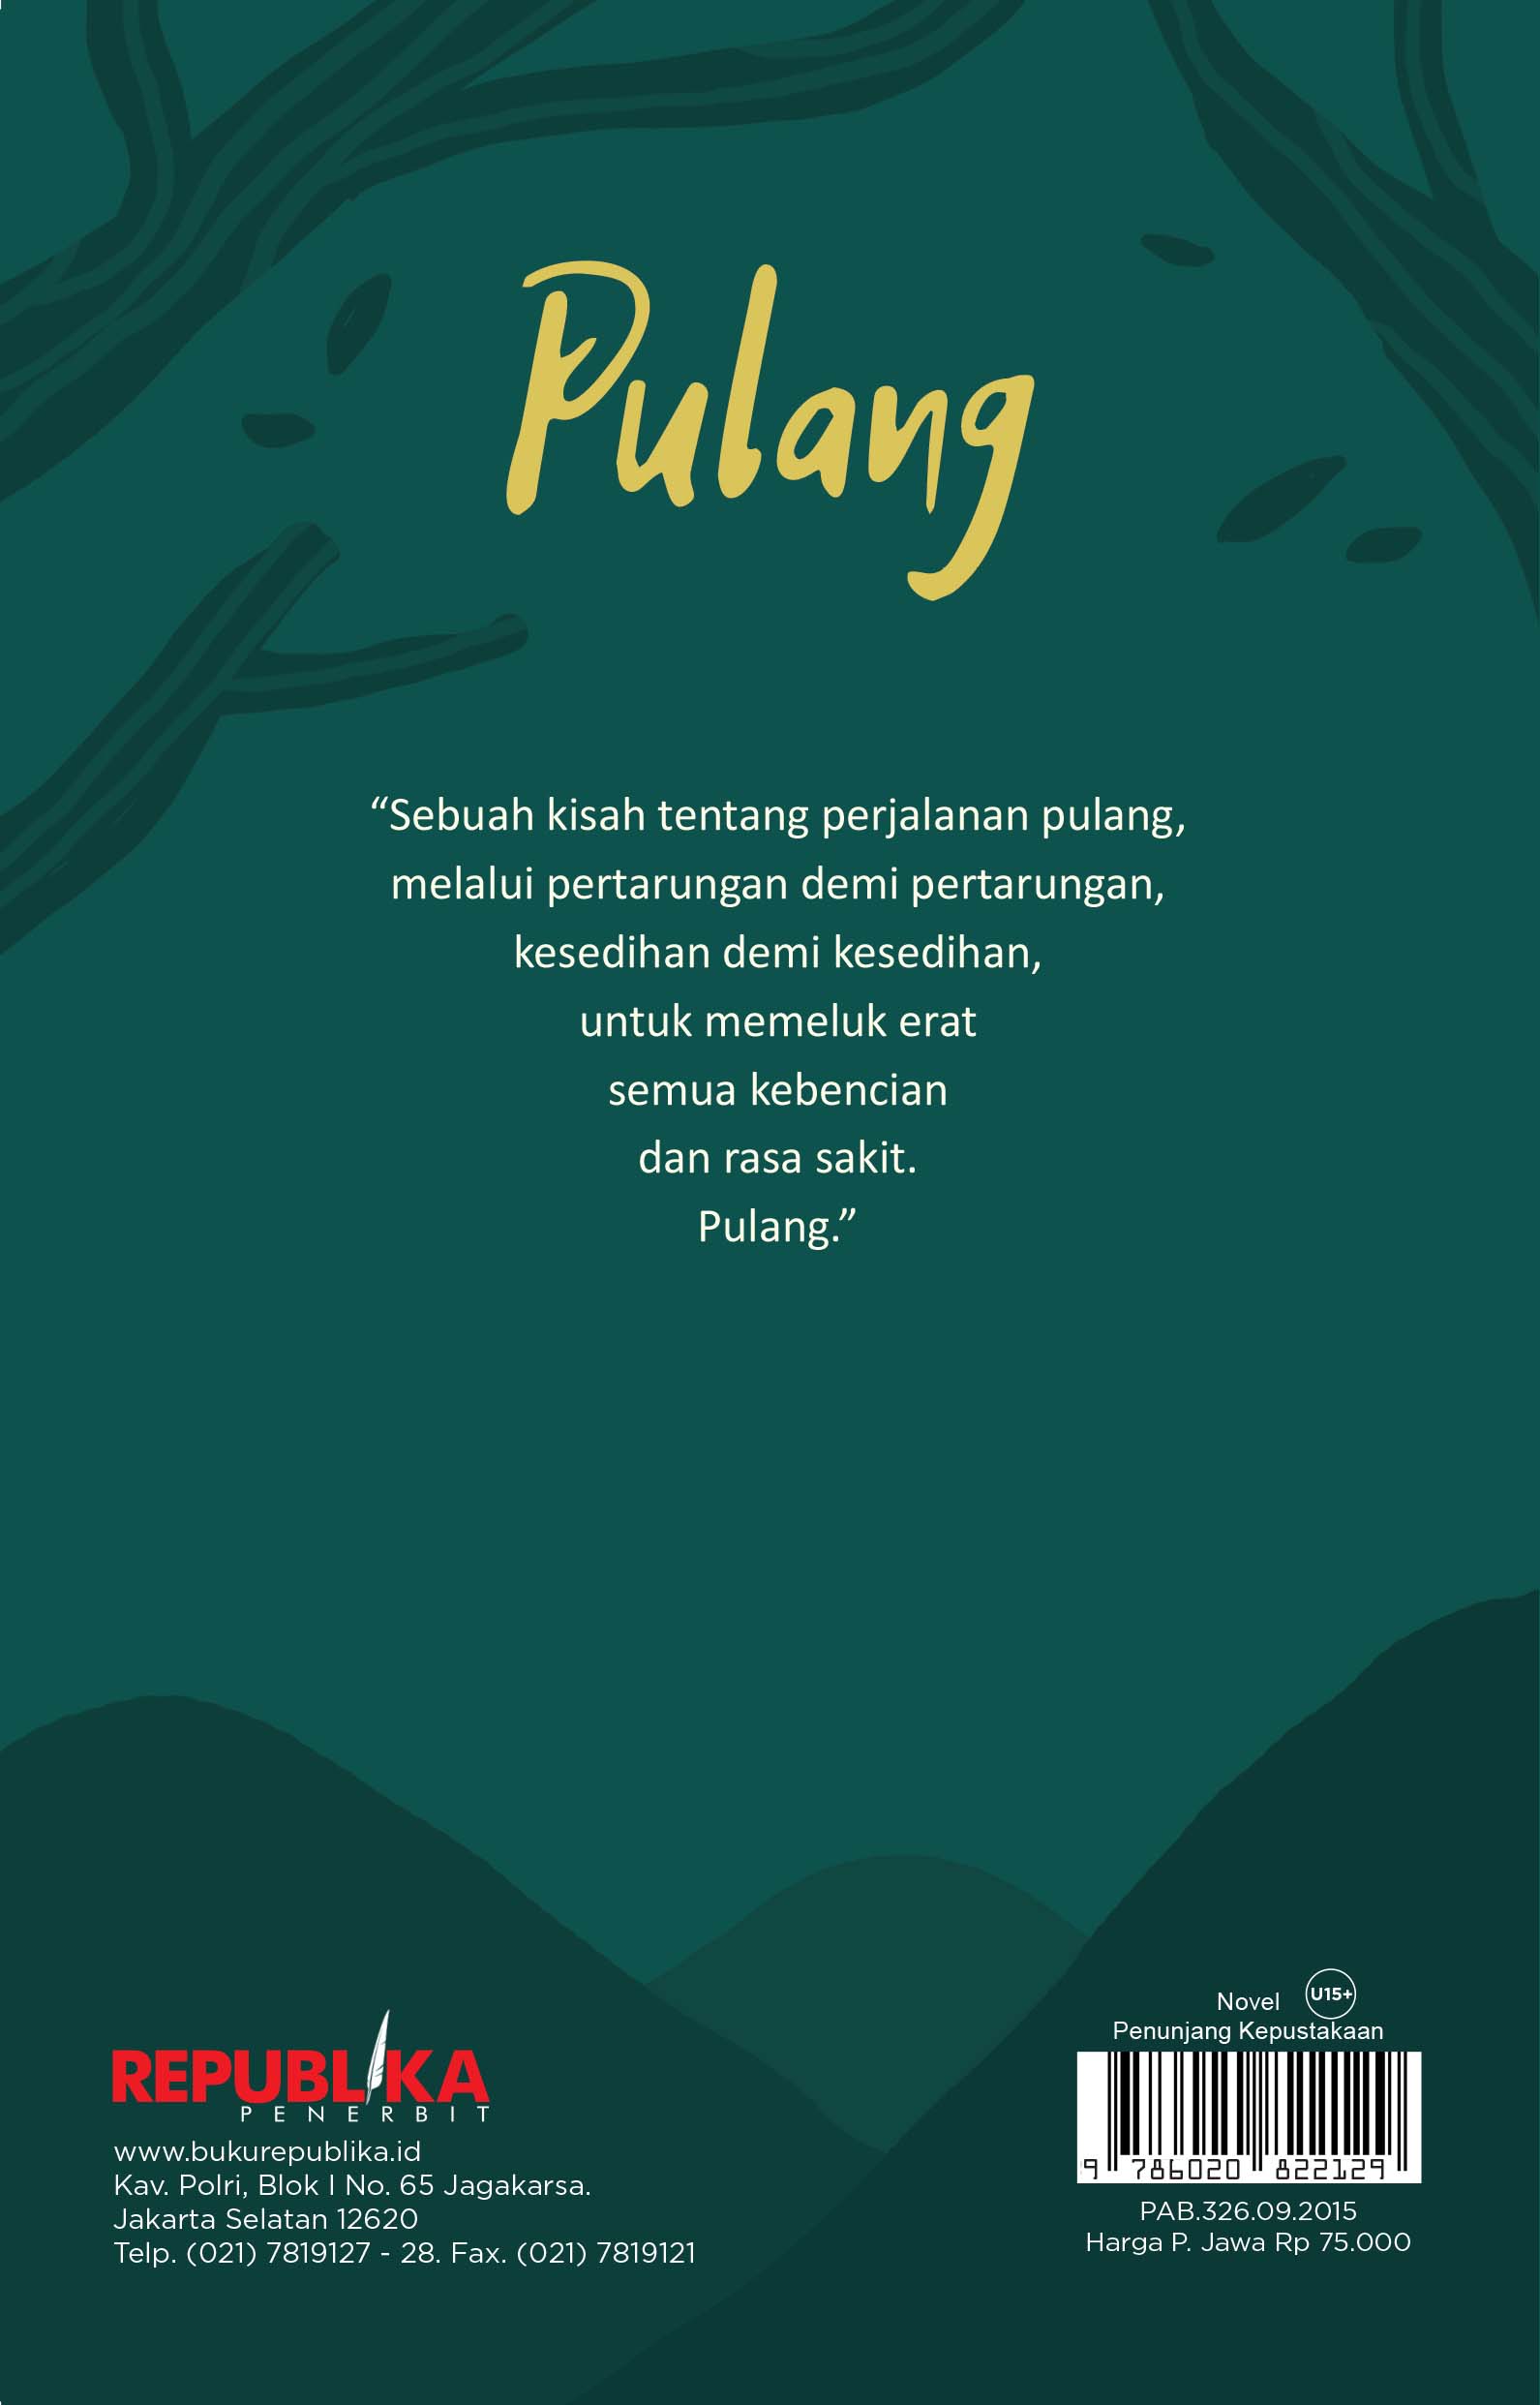 Pulang
“Sebuah kisah tentang perjalanan pulang,
melalui pertarungan demi pertarungan,
kesedihan demi kesedihan,
untuk memeluk erat
semua kebencian
dan rasa sakit.
Pulang.”
REPUBLIKA
PENERBIT
www.bukurepublika.id
Kav. Polri, Blok I No. 65 Jagakarsa.
Jakarta Selatan 12620
Telp. (021) 7819127 - 28. Fax. (021) 7819121
Novel U15+
Penunjang Kepustakaan
9 786020 822129
PAB.326.09.2015
Harga P. Jawa Rp 75.000